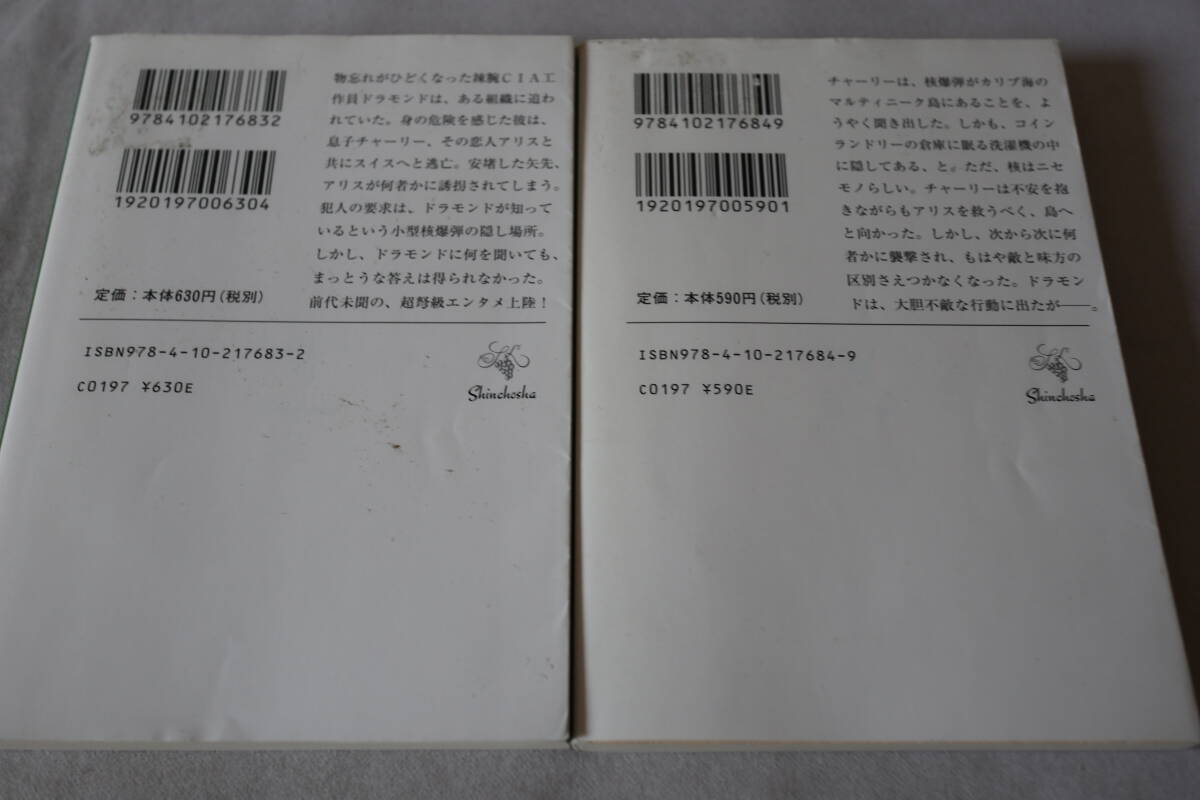 9784102176832
1920197006304
定価：本体630円（税別）
物忘れがひどくなった辣腕ＣＩＡ工
作員ドラモンドは、ある組織に追わ
れていた。身の危険を感じた彼は、
息子チャーリー、その恋人アリスと
共にスイスへと逃亡。安堵した矢先、
アリスが何者かに誘拐されてしまう。
犯人の要求は、ドラモンドが知って
いるという小型核爆弾の隠し場所。
しかし、ドラモンドに何を聞いても、
まっとうな答えは得られなかった。
前代未聞の、超弩級エンタメ上陸！
ISBN978-4-10-217683-2
C0197 ¥630E
Shinchosha
9784102176849
1920197005901
定価：本体590円（税別）
チャーリーは、核爆弾がカリブ海の
マルティニーク島にあることを、よ
うやく聞き出した。しかも、コイン
ランドリーの倉庫に眠る洗濯機の中
に隠してある、と。ただ、核はニセ
モノらしい。チャーリーは不安を抱
きながらもアリスを救うべく、島へ
と向かった。しかし、次から次に何
者かに襲撃され、もはや敵と味方の
区別さえつかなくなった。ドラモン
ドは、大胆不敵な行動に出たが――。
ISBN978-4-10-217684-9
C0197 ¥590E
Shinchosha